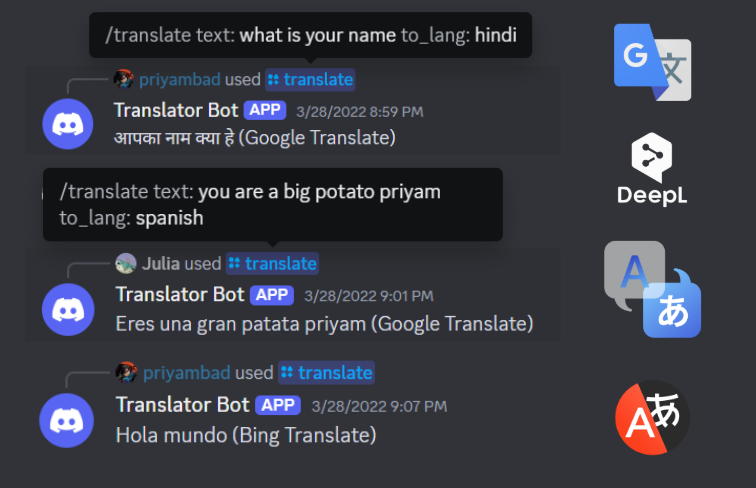 /translate text: what is your name to_lang: hindi
priyambad used translate
Translator Bot APP 3/28/2022 8:59 PM
आपका नाम क्या हे (Google Translate)
/translate text: you are a big potato priyam
to_lang: spanish
Julia used translate
Translator Bot APP 3/28/2022 9:01 PM
Eres una gran patata priyam (Google Translate)
priyambad used translate
Translator Bot APP 3/28/2022 9:07 PM
Hola mundo (Bing Translate)
G 文
DeepL
A あ
A あ